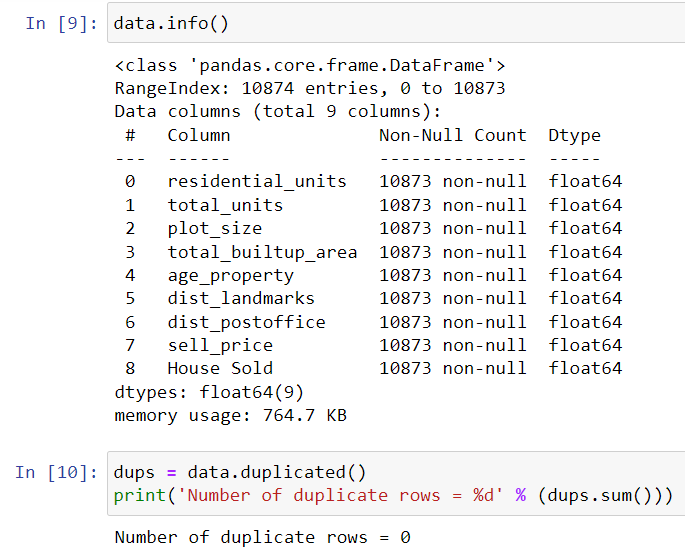 In [9]: data.info()
<class 'pandas.core.frame.DataFrame'>
RangeIndex: 10874 entries, 0 to 10873
Data columns (total 9 columns):
 #   Column              Non-Null Count  Dtype
---  ------              --------------  -----
 0   residential_units   10873 non-null  float64
 1   total_units         10873 non-null  float64
 2   plot_size           10873 non-null  float64
 3   total_builtup_area  10873 non-null  float64
 4   age_property        10873 non-null  float64
 5   dist_landmarks      10873 non-null  float64
 6   dist_postoffice     10873 non-null  float64
 7   sell_price          10873 non-null  float64
 8   House Sold          10873 non-null  float64
dtypes: float64(9)
memory usage: 764.7 KB
In [10]: dups = data.duplicated()
print('Number of duplicate rows = %d' % (dups.sum()))
Number of duplicate rows = 0